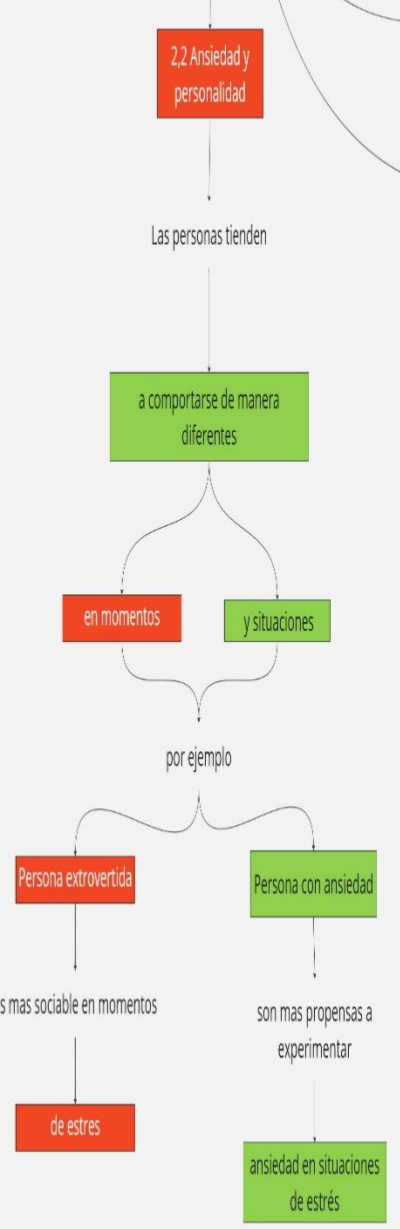 2,2 Ansiedad y
personalidad
Las personas tienden
a comportarse de manera
diferentes
en momentos
y situaciones
por ejemplo
Persona extrovertida
Persona con ansiedad
s mas sociable en momentos
son mas propensas a
experimentar
de estres
ansiedad en situaciones
de estrés